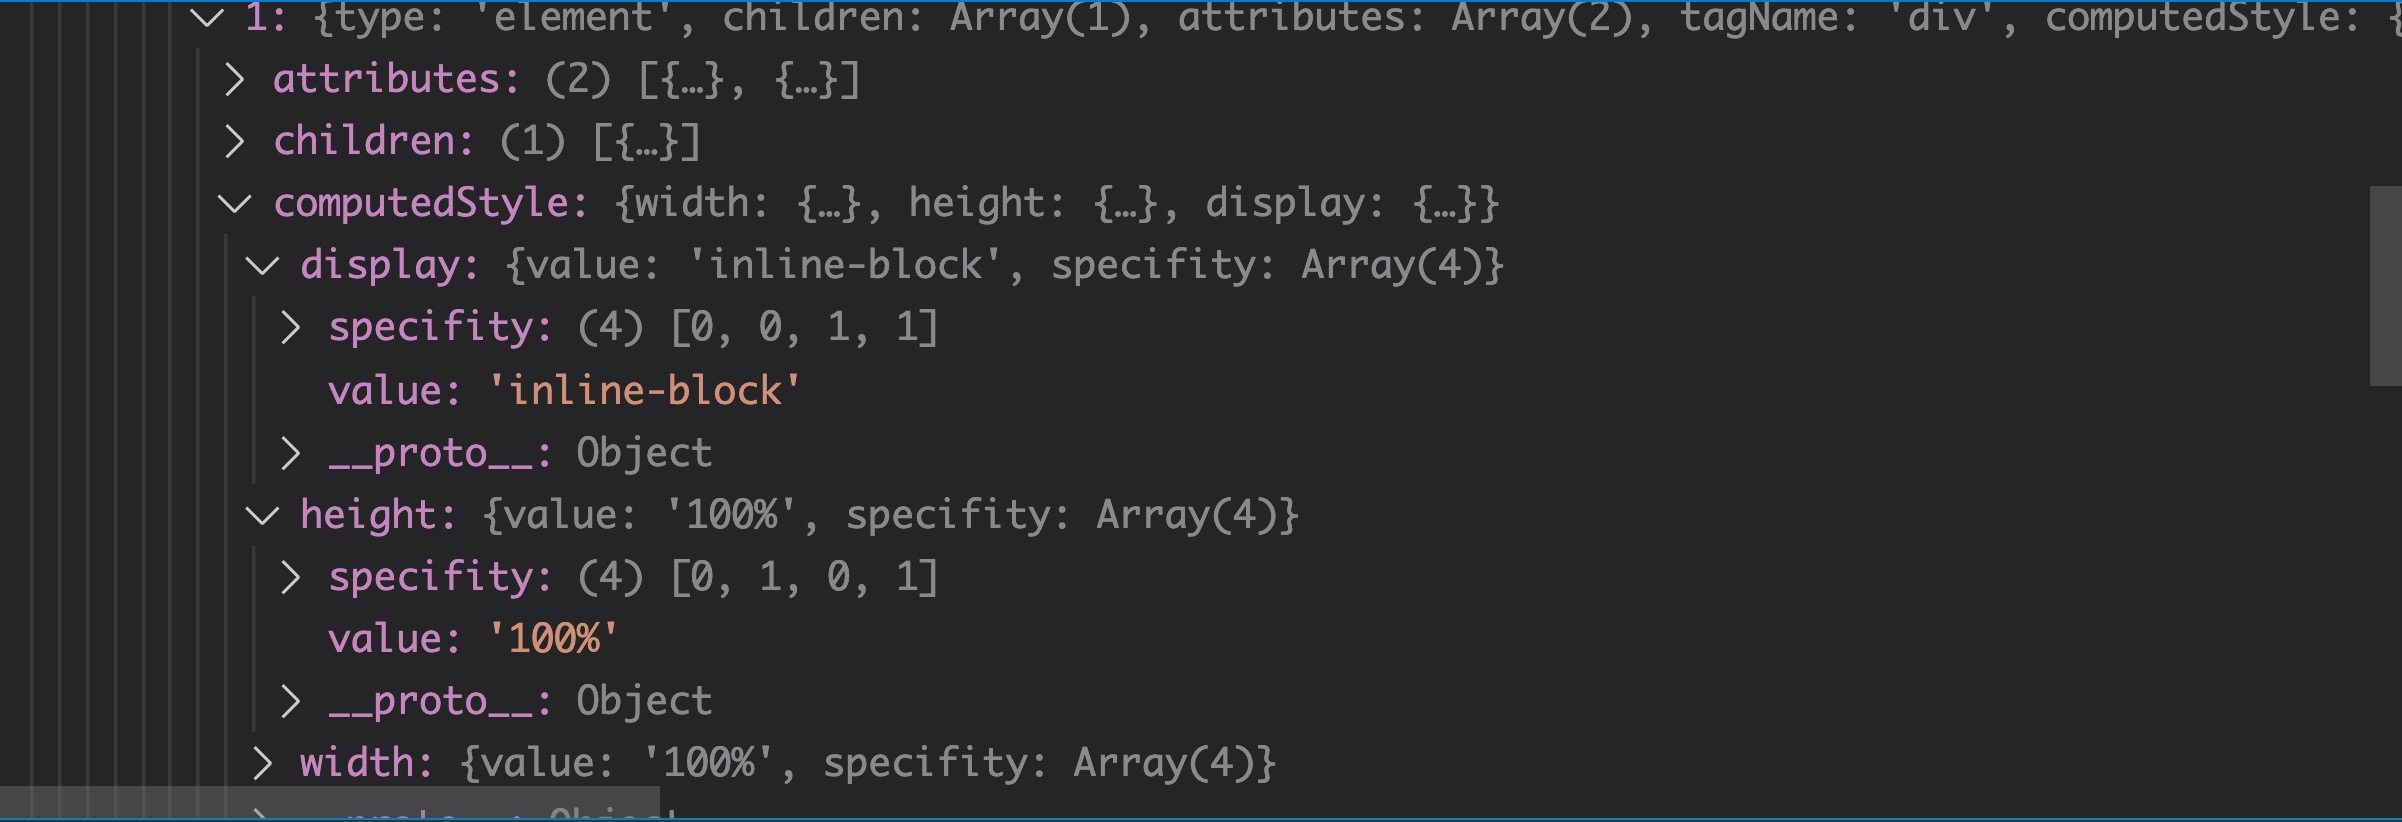 1: {type: 'element', children: Array(1), attributes: Array(2), tagName: 'div', computedStyle: {
attributes: (2) [{…}, {…}]
children: (1) [{…}]
computedStyle: {width: {…}, height: {…}, display: {…}}
display: {value: 'inline-block', specifity: Array(4)}
specifity: (4) [0, 0, 1, 1]
value: 'inline-block'
__proto__: Object
height: {value: '100%', specifity: Array(4)}
specifity: (4) [0, 1, 0, 1]
value: '100%'
__proto__: Object
width: {value: '100%', specifity: Array(4)}
__proto__: Object